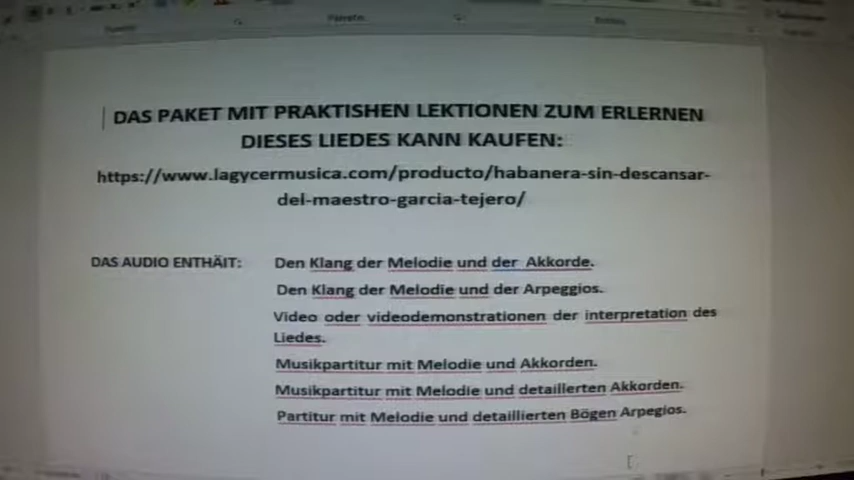 DAS PAKET MIT PRAKTISHEN LEKTIONEN ZUM ERLERNEN
DIESES LIEDES KANN KAUFEN:
https://www.lagycermusica.com/producto/habanera-sin-descansar-
del-maestro-garcia-tejero/
DAS AUDIO ENTHÄIT: Den Klang der Melodie und der Akkorde.
Den Klang der Melodie und der Arpeggios.
Video oder videodemonstrationen der interpretation des
Liedes.
Musikpartitur mit Melodie und Akkorden.
Musikpartitur mit Melodie und detaillerten Akkorden.
Partitur mit Melodie und detaillierten Bögen Arpegios.